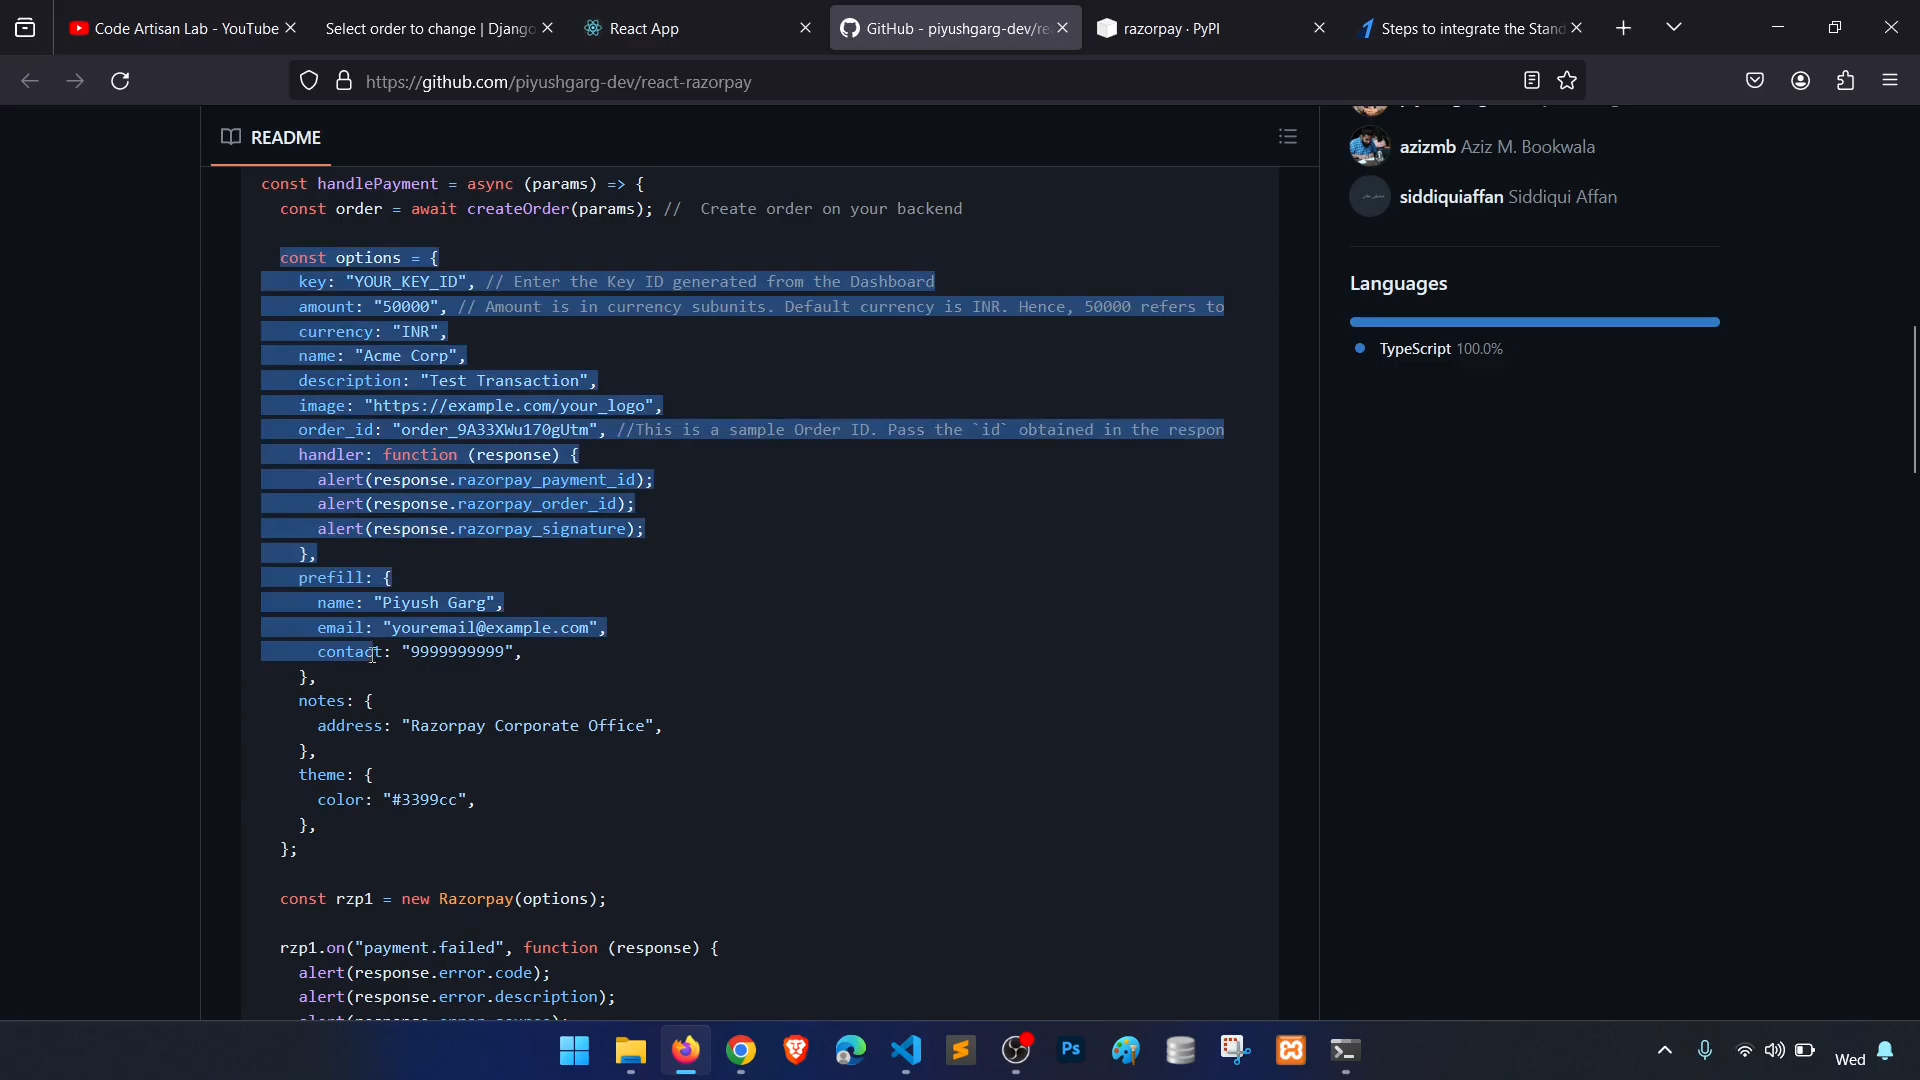 Code Artisan Lab - YouTube
Select order to change | Djang
React App
GitHub - piyushgarg-dev/re
razorpay · PyPI
Steps to integrate the Stand
https://github.com/piyushgarg-dev/react-razorpay
README
const handlePayment = async (params) => {
const order = await createOrder(params); //  Create order on your backend
const options = {
key: "YOUR_KEY_ID", // Enter the Key ID generated from the Dashboard
amount: "50000", // Amount is in currency subunits. Default currency is INR. Hence, 50000 refers to
currency: "INR",
name: "Acme Corp",
description: "Test Transaction",
image: "https://example.com/your_logo",
order_id: "order_9A33XWu170gUtm", //This is a sample Order ID. Pass the `id` obtained in the respon
handler: function (response) {
alert(response.razorpay_payment_id);
alert(response.razorpay_order_id);
alert(response.razorpay_signature);
},
prefill: {
name: "Piyush Garg",
email: "youremail@example.com",
contact: "9999999999",
},
notes: {
address: "Razorpay Corporate Office",
},
theme: {
color: "#3399cc",
},
};
const rzp1 = new Razorpay(options);
rzp1.on("payment.failed", function (response) {
alert(response.error.code);
alert(response.error.description);
azizmb Aziz M. Bookwala
siddiquiaffan Siddiqui Affan
Languages
TypeScript 100.0%
Ps
Wed